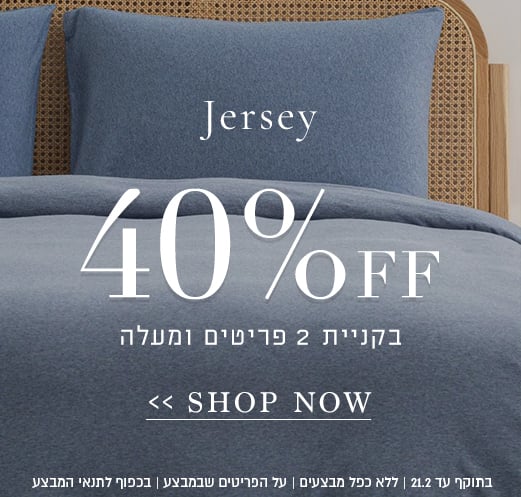 Jersey
40%OFF
בקניית 2 פריטים ומעלה
<< SHOP NOW
בתוקף עד 21.2 | ללא כפל מבצעים | על הפריטים שבמבצע | בכפוף לתנאי המבצע